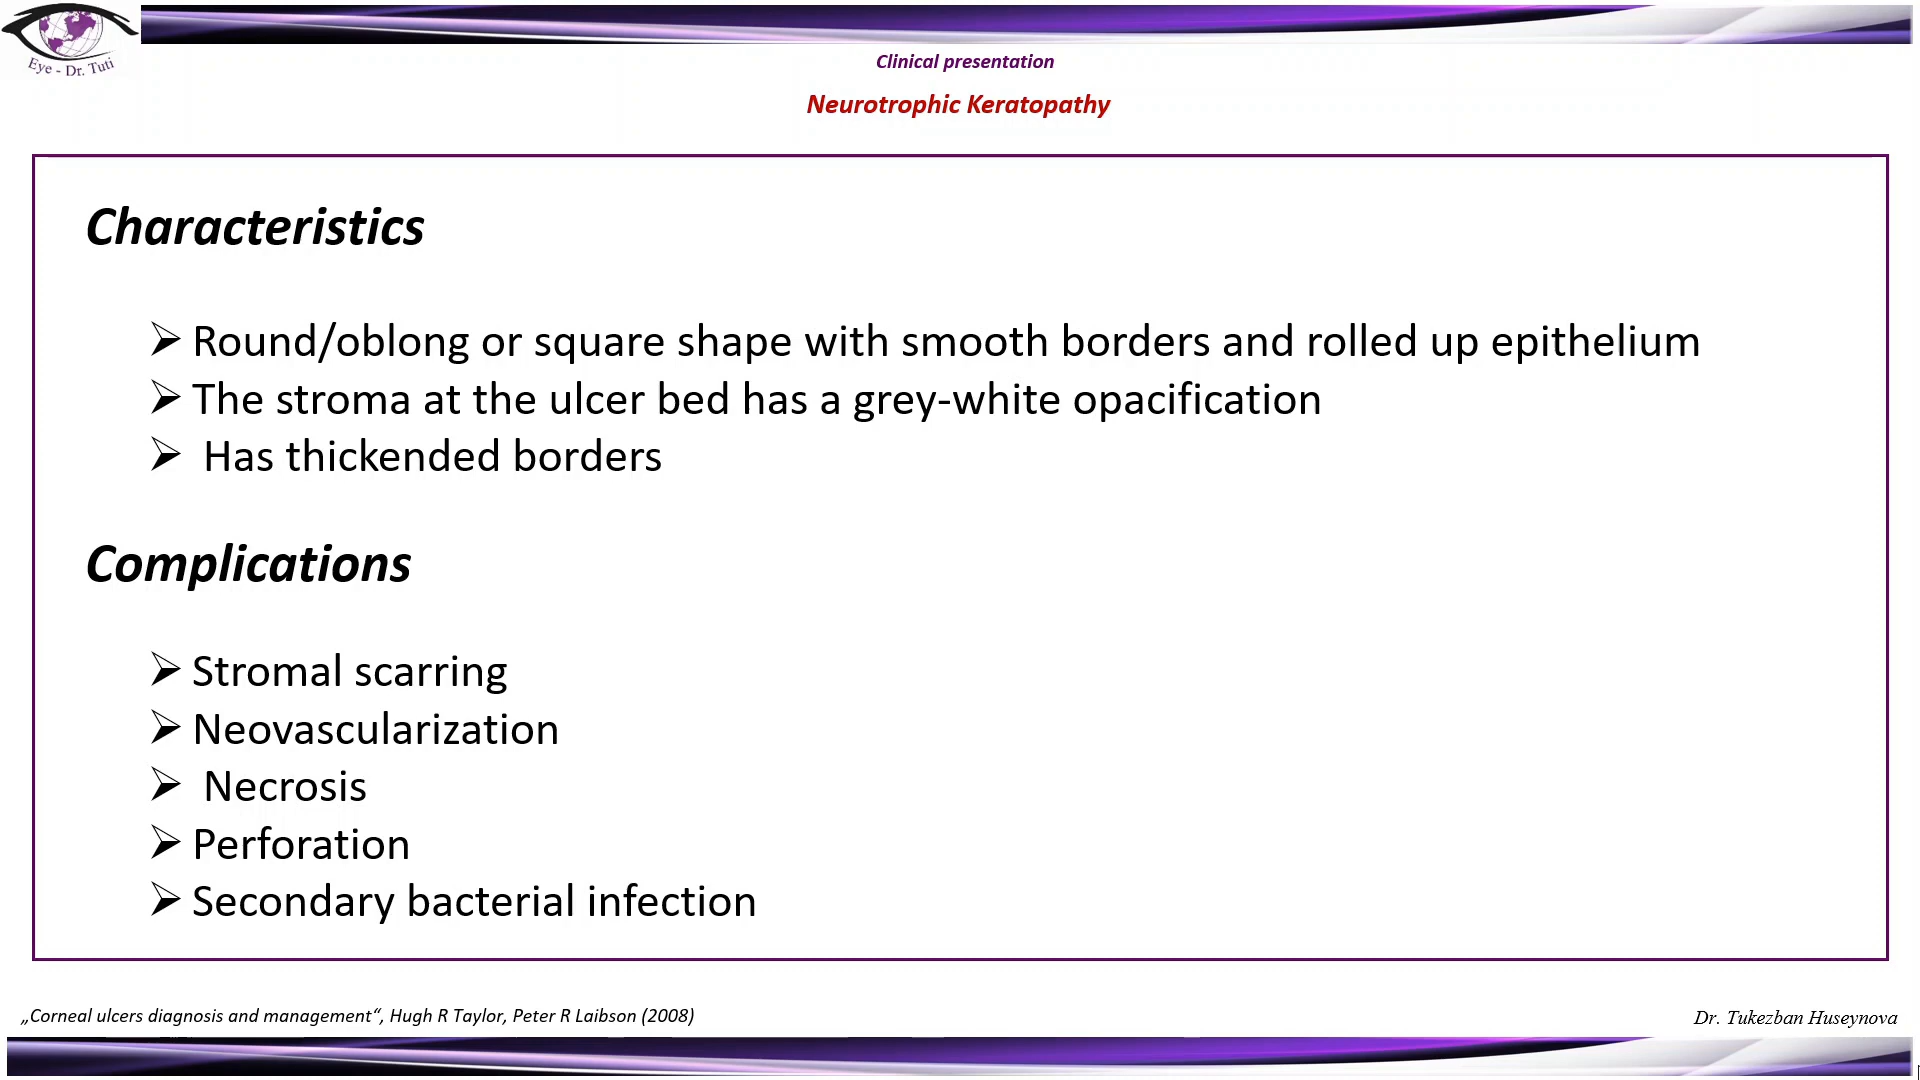 Eye - Dr. Tuti
Clinical presentation
Neurotrophic Keratopathy
Characteristics
➢ Round/oblong or square shape with smooth borders and rolled up epithelium
➢ The stroma at the ulcer bed has a grey-white opacification
➢ Has thickended borders
Complications
➢ Stromal scarring
➢ Neovascularization
➢ Necrosis
➢ Perforation
➢ Secondary bacterial infection
„Corneal ulcers diagnosis and management“, Hugh R Taylor, Peter R Laibson (2008)
Dr. Tukezban Huseynova